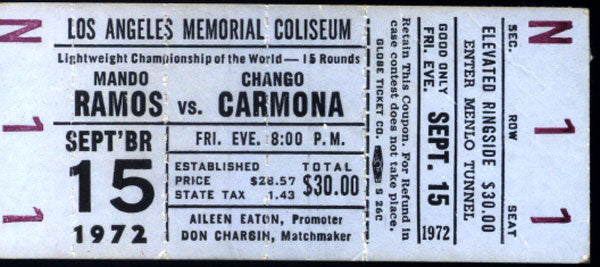 N
1
1
LOS ANGELES MEMORIAL COLISEUM
Lightweight Championship of the World—15 Rounds
MANDO CHANGO
RAMOS vs. CARMONA
SEPT'BR
15
1972
FRI. EVE. 8:00 P.M.
ESTABLISHED TOTAL
PRICE $28.57
STATE TAX 1.43
$30.00
AILEEN EATON, Promoter
DON CHARGIN, Matchmaker
Retain This Coupon. For Refund in
case contest does not take place.
GLOBE TICKET CO. S 26C
GOOD ONLY
FRI. EVE.
SEPT. 15
1972
ELEVATED RINGSIDE $30.00
ENTER MENLO TUNNEL
SEC. ROW SEAT
N
1
1